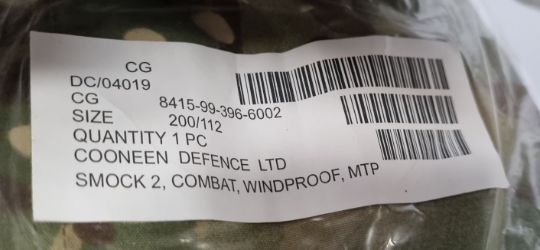 CG
DC/04019
CG 8415-99-396-6002
SIZE 200/112
QUANTITY 1 PC
COONEEN DEFENCE LTD
SMOCK 2, COMBAT, WINDPROOF, MTP